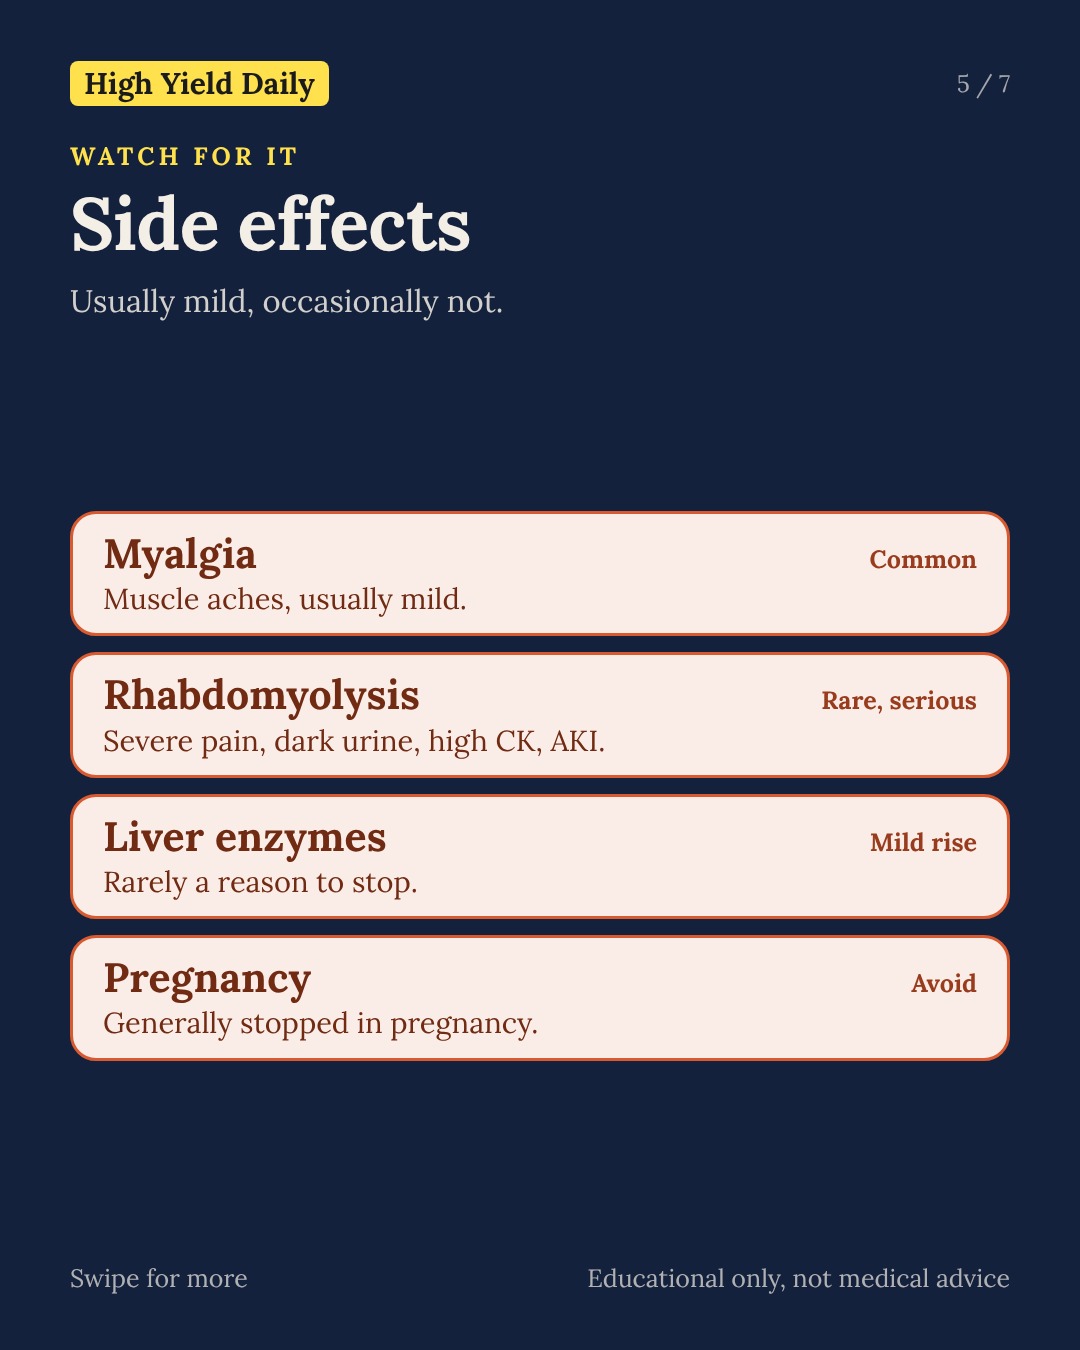 High Yield Daily
5 / 7
WATCH FOR IT
Side effects
Usually mild, occasionally not.
Myalgia
Common
Muscle aches, usually mild.
Rhabdomyolysis
Rare, serious
Severe pain, dark urine, high CK, AKI.
Liver enzymes
Mild rise
Rarely a reason to stop.
Pregnancy
Avoid
Generally stopped in pregnancy.
Swipe for more
Educational only, not medical advice